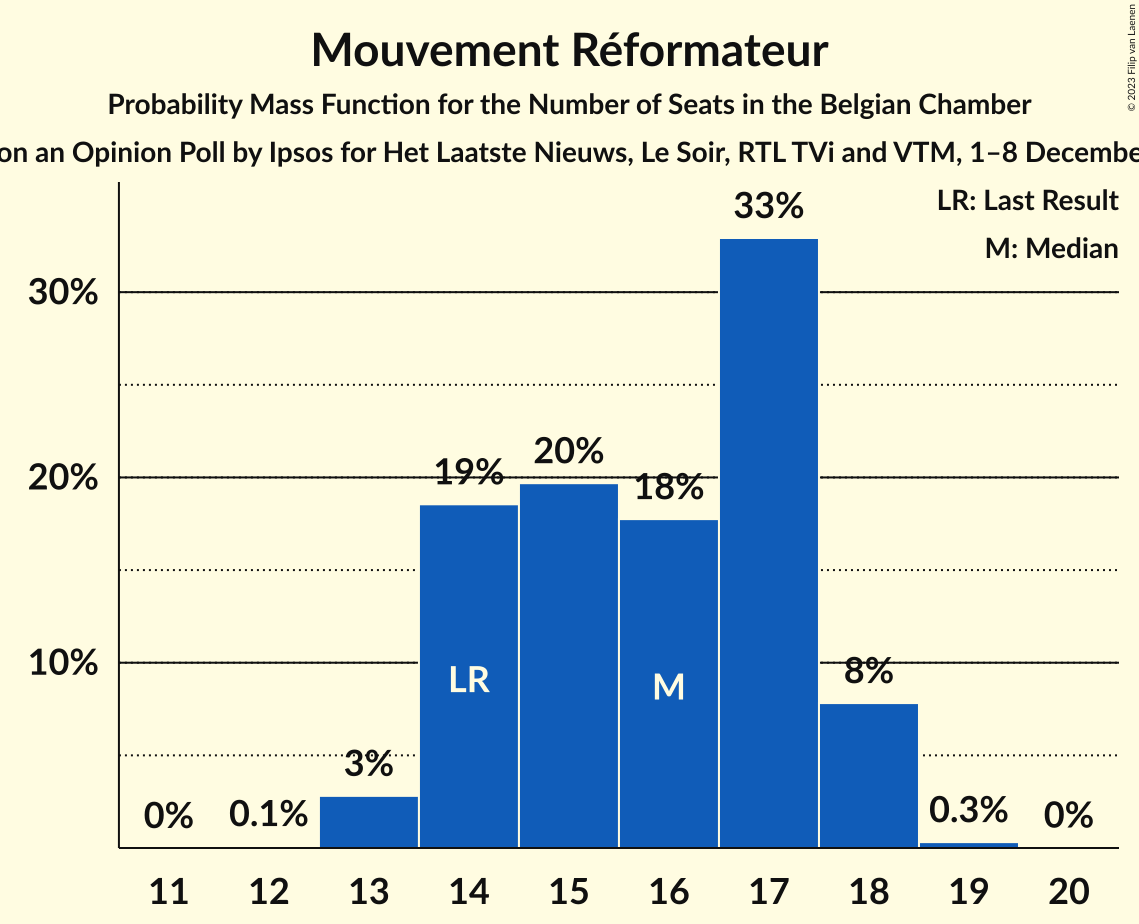 © 2023 Filip van Laenen
Mouvement Réformateur
Probability Mass Function for the Number of Seats in the Belgian Chamber
on an Opinion Poll by Ipsos for Het Laatste Nieuws, Le Soir, RTL TVi and VTM, 1–8 Decembe
LR: Last Result
M: Median
33%
30%
20%
19%
20%
18%
10%
LR
M
8%
3%
0%
0.1%
0.3%
0%
11 12 13 14 15 16 17 18 19 20